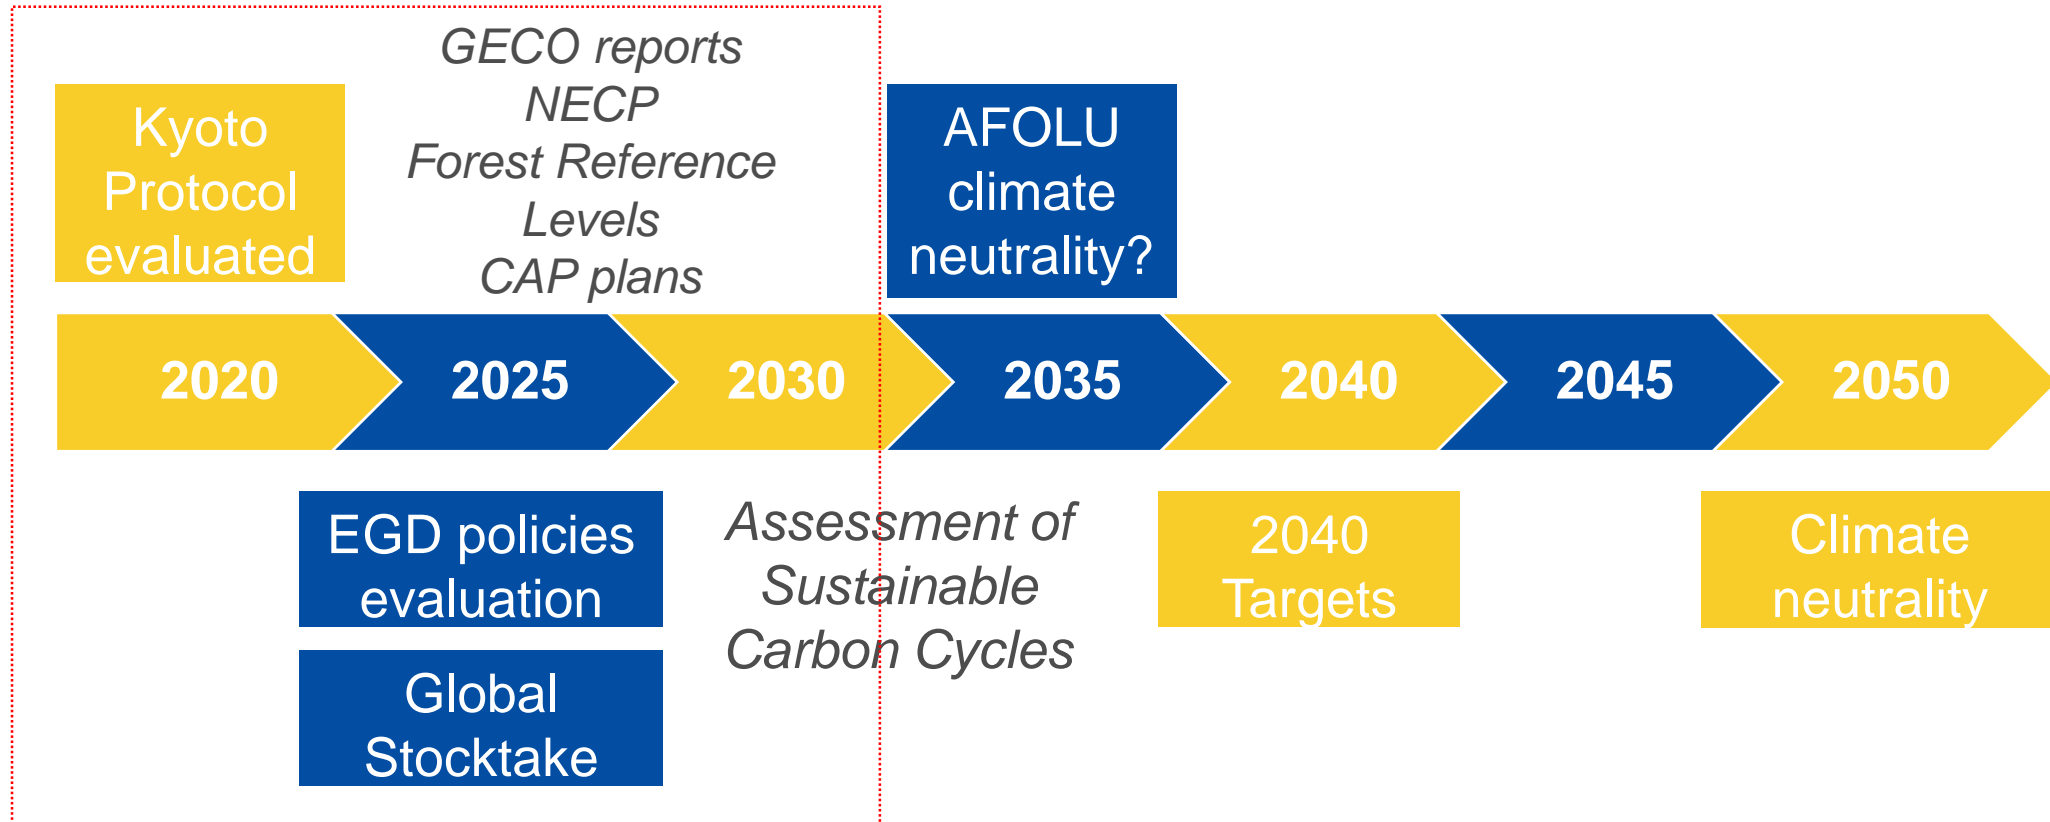 GECO reports
NECP
Forest Reference
Levels
CAP plans
Kyoto
Protocol
evaluated
AFOLU
climate
neutrality?
2020
2025
2030
2035
2040
2045
2050
EGD policies
evaluation
Global
Stocktake
Assessment of
Sustainable
Carbon Cycles
2040
Targets
Climate
neutrality